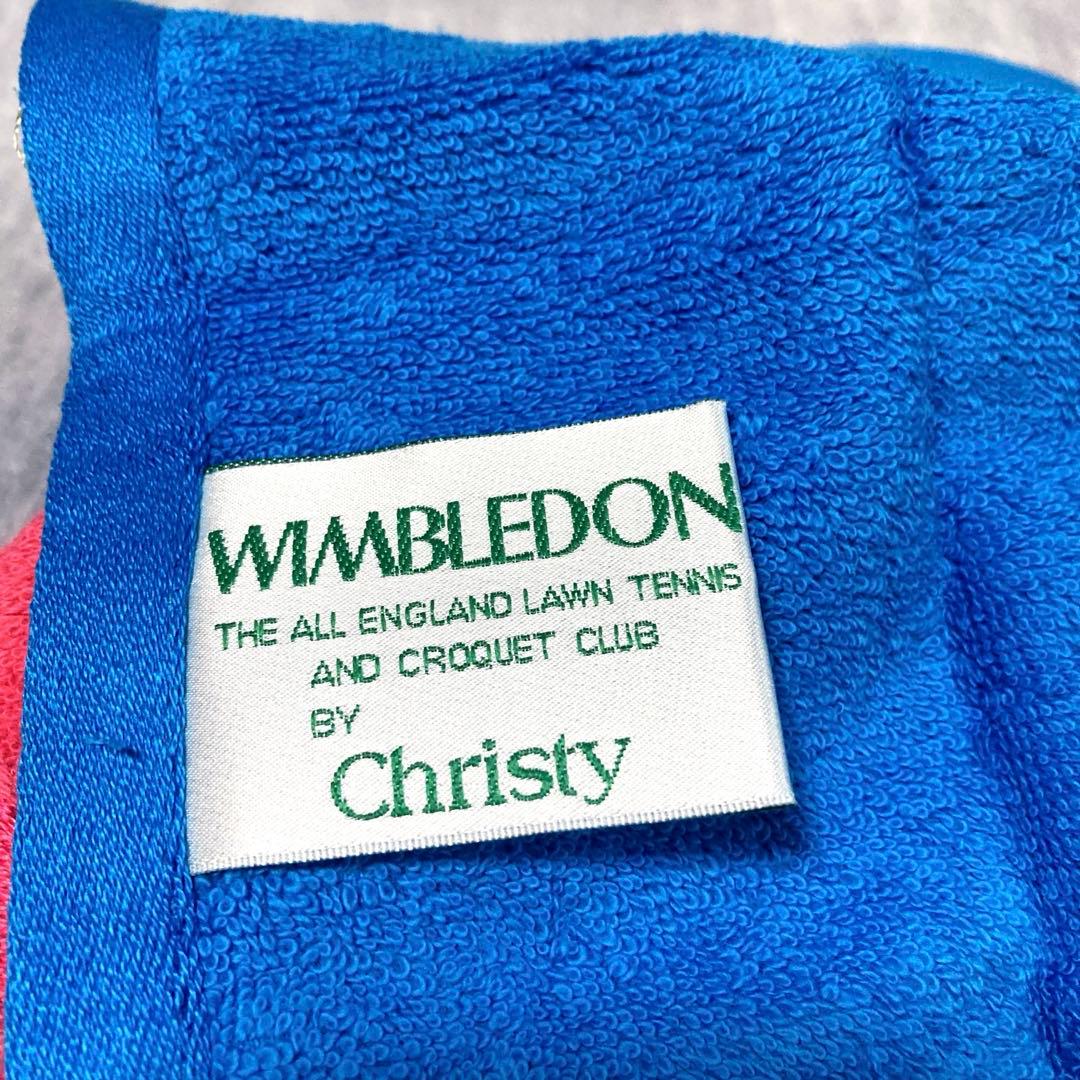 WIMBLEDON
THE ALL ENGLAND LAWN TENNIS
AND CROQUET CLUB
BY
Christy